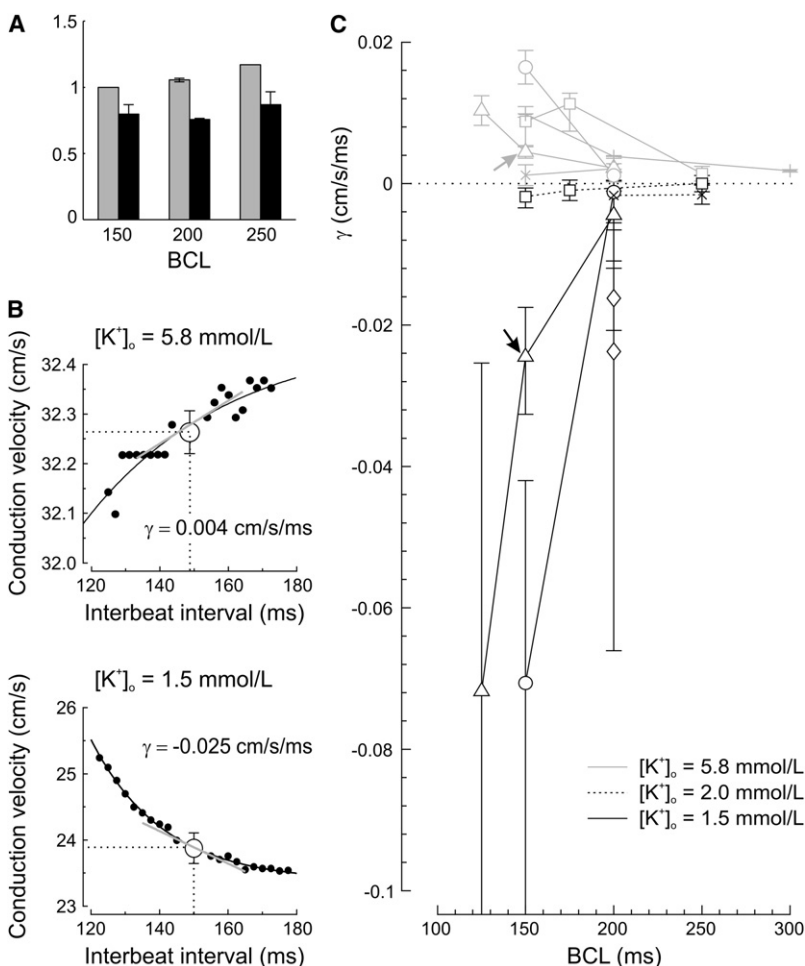 A
1.5
1
0.5
0
150 200 250
BCL
B
[K⁺]ₒ = 5.8 mmol/L
Conduction velocity (cm/s)
32.4
32.3
32.2
32.1
32.0
γ = 0.004 cm/s/ms
120 140 160 180
Interbeat interval (ms)
[K⁺]ₒ = 1.5 mmol/L
Conduction velocity (cm/s)
26
25
24
23
γ = -0.025 cm/s/ms
120 140 160 180
Interbeat interval (ms)
C
γ (cm/s/ms)
0.02
0
-0.02
-0.04
-0.06
-0.08
-0.1
[K⁺]ₒ = 5.8 mmol/L
[K⁺]ₒ = 2.0 mmol/L
[K⁺]ₒ = 1.5 mmol/L
100 150 200 250 300
BCL (ms)